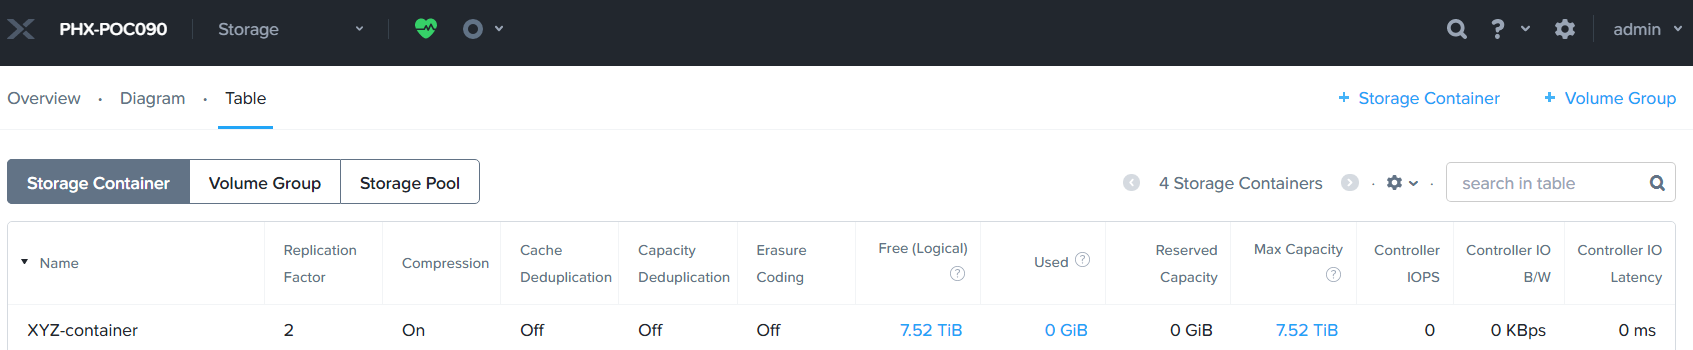 PHX-POC090 Storage ? admin
Overview · Diagram · Table + Storage Container + Volume Group
Storage Container Volume Group Storage Pool 4 Storage Containers · · search in table
Name Replication Factor Compression Cache Deduplication Capacity Deduplication Erasure Coding Free (Logical) ? Used ? Reserved Capacity Max Capacity ? Controller IOPS Controller IO B/W Controller IO Latency
XYZ-container 2 On Off Off Off 7.52 TiB 0 GiB 0 GiB 7.52 TiB 0 0 KBps 0 ms